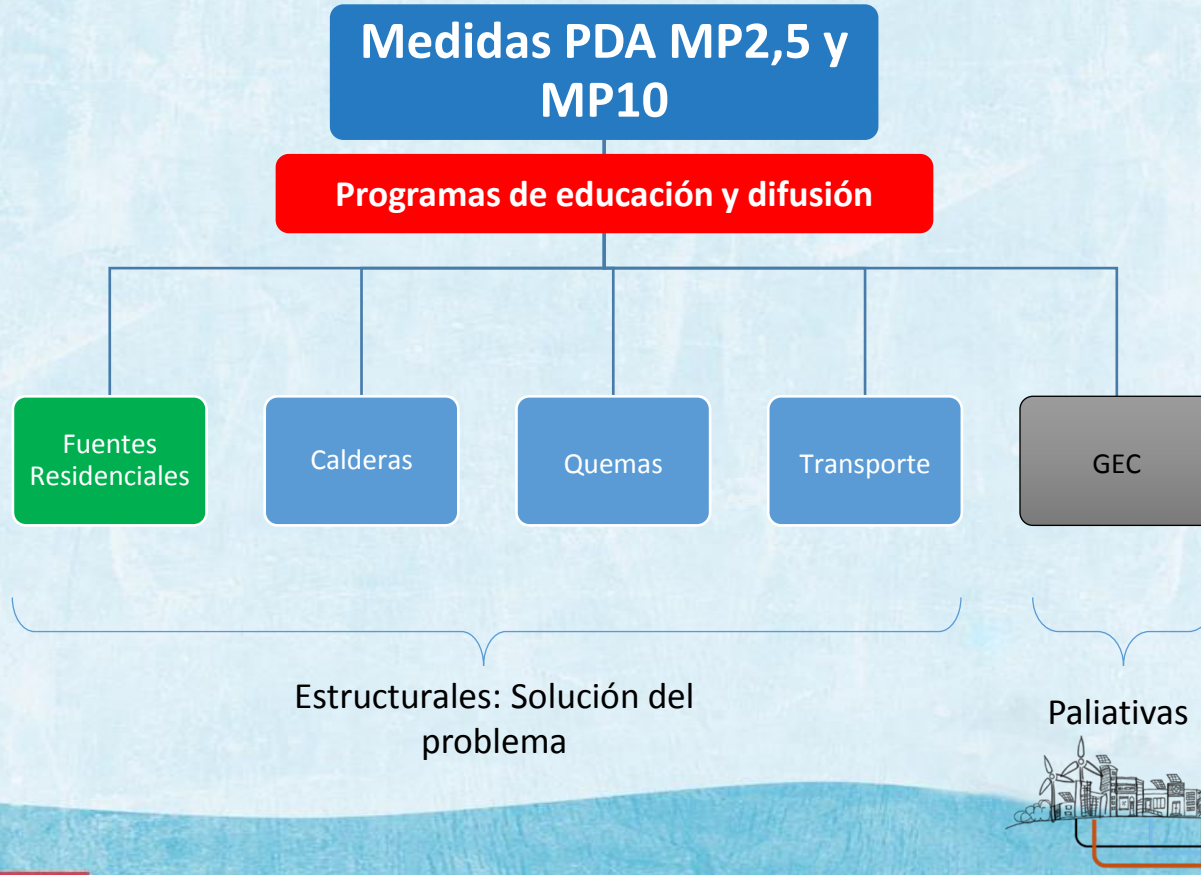 Medidas PDA MP2,5 y
MP10
Programas de educación y difusión
Fuentes
Residenciales
Calderas
Quemas
Transporte
GEC
Estructurales: Solución del
problema
Paliativas